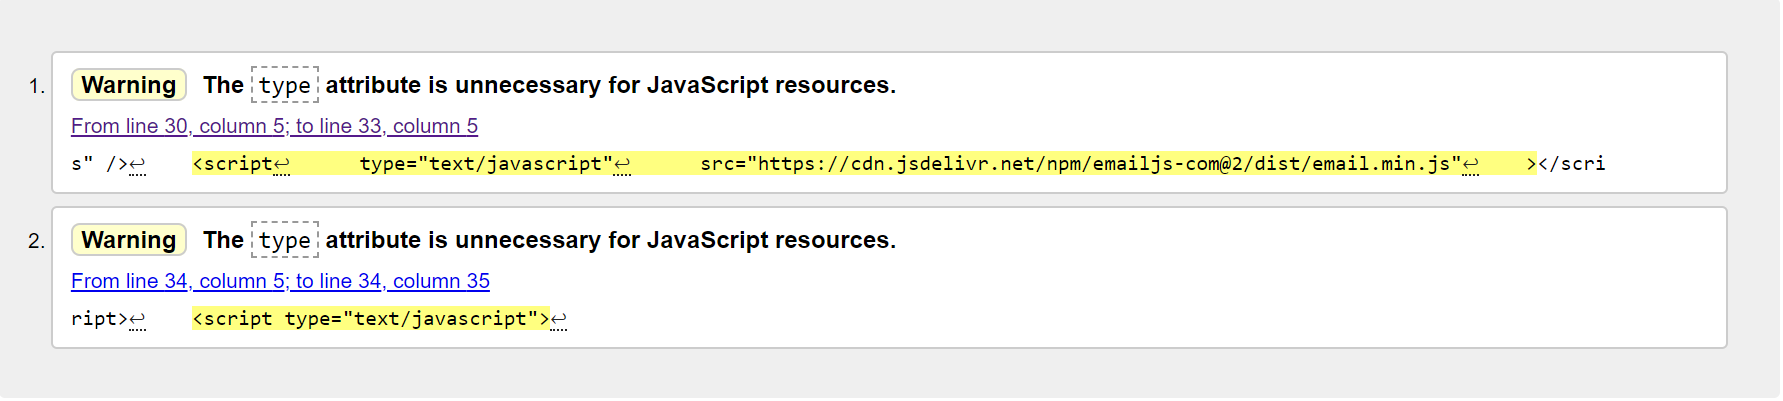 1. Warning The type attribute is unnecessary for JavaScript resources.
From line 30, column 5; to line 33, column 5
s" />↩    <script↩      type="text/javascript"↩      src="https://cdn.jsdelivr.net/npm/emailjs-com@2/dist/email.min.js"↩    ></scri
2. Warning The type attribute is unnecessary for JavaScript resources.
From line 34, column 5; to line 34, column 35
ript>↩    <script type="text/javascript">↩